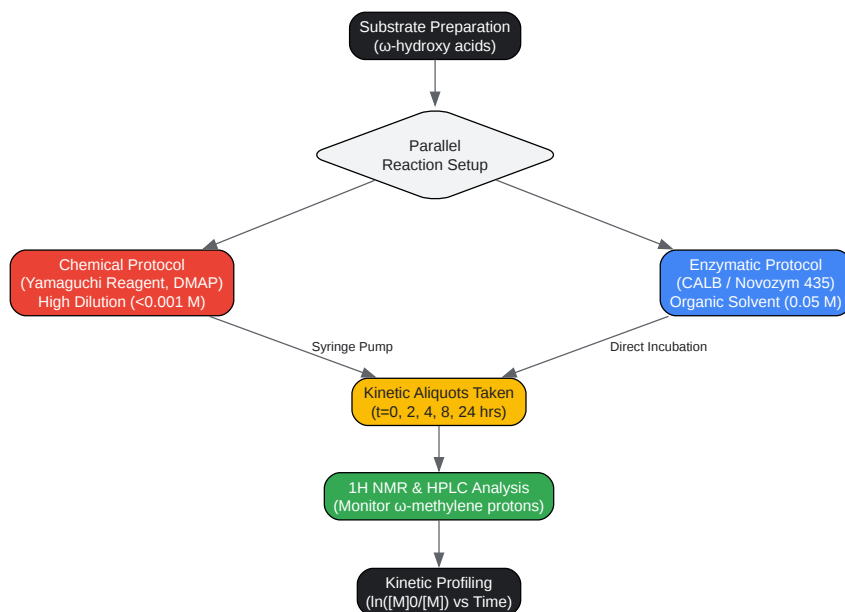 Substrate Preparation
(ω-hydroxy acids)
Parallel
Reaction Setup
Chemical Protocol
(Yamaguchi Reagent, DMAP)
High Dilution (<0.001 M)
Enzymatic Protocol
(CALB / Novozym 435)
Organic Solvent (0.05 M)
Syringe Pump
Direct Incubation
Kinetic Aliquots Taken
(t=0, 2, 4, 8, 24 hrs)
1H NMR & HPLC Analysis
(Monitor ω-methylene protons)
Kinetic Profiling
(ln([M]0/[M]) vs Time)